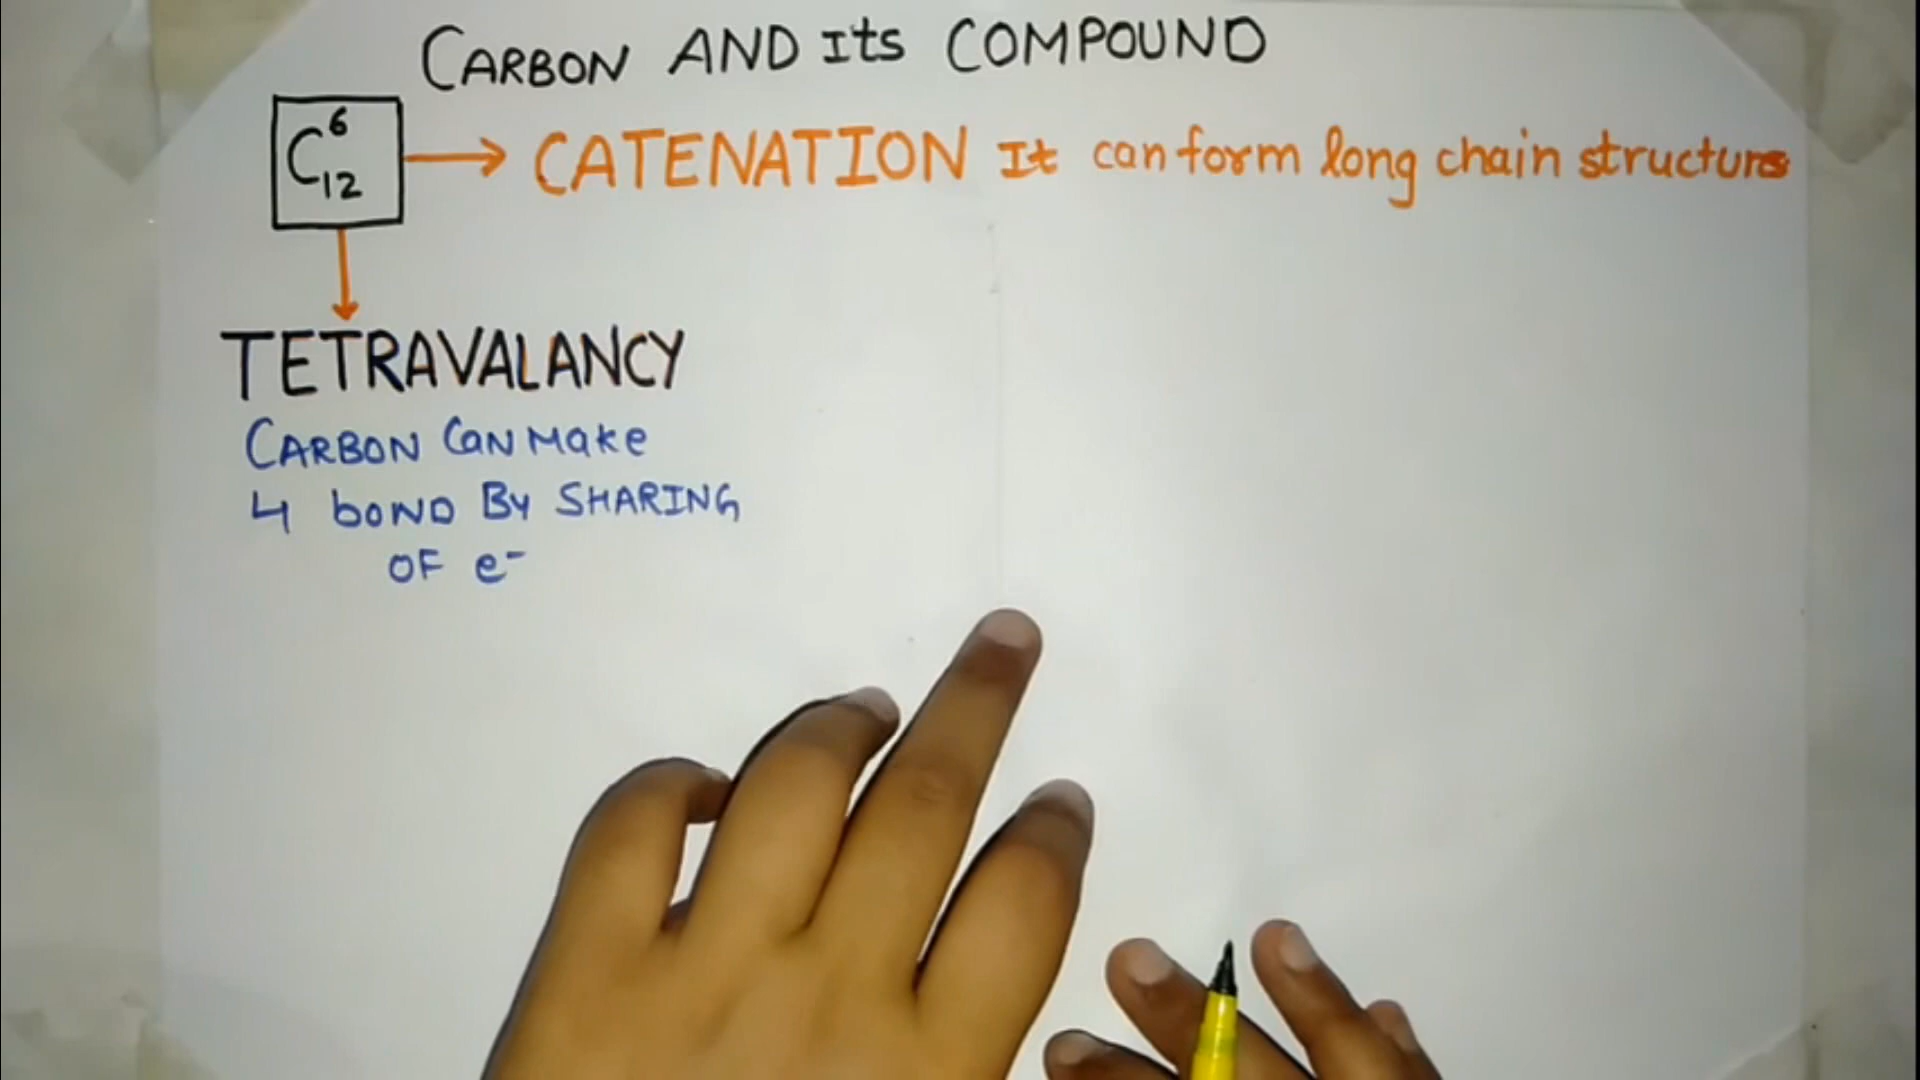 CARBON AND Its COMPOUND
C 6 12
CATENATION It can form long chain structures
TETRAVALANCY
CARBON CaN Make
4 bOND By SHARING
OF e-